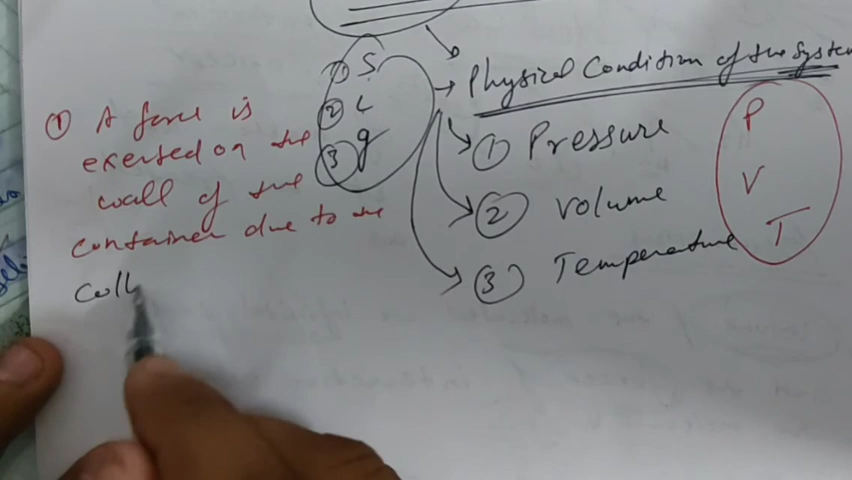 ① S
② L
③ g
Physical Condition of the System
① Pressure
② Volume
③ Temperature
P
V
T
① A force is
exerted on the
wall of the
container due to the
coll